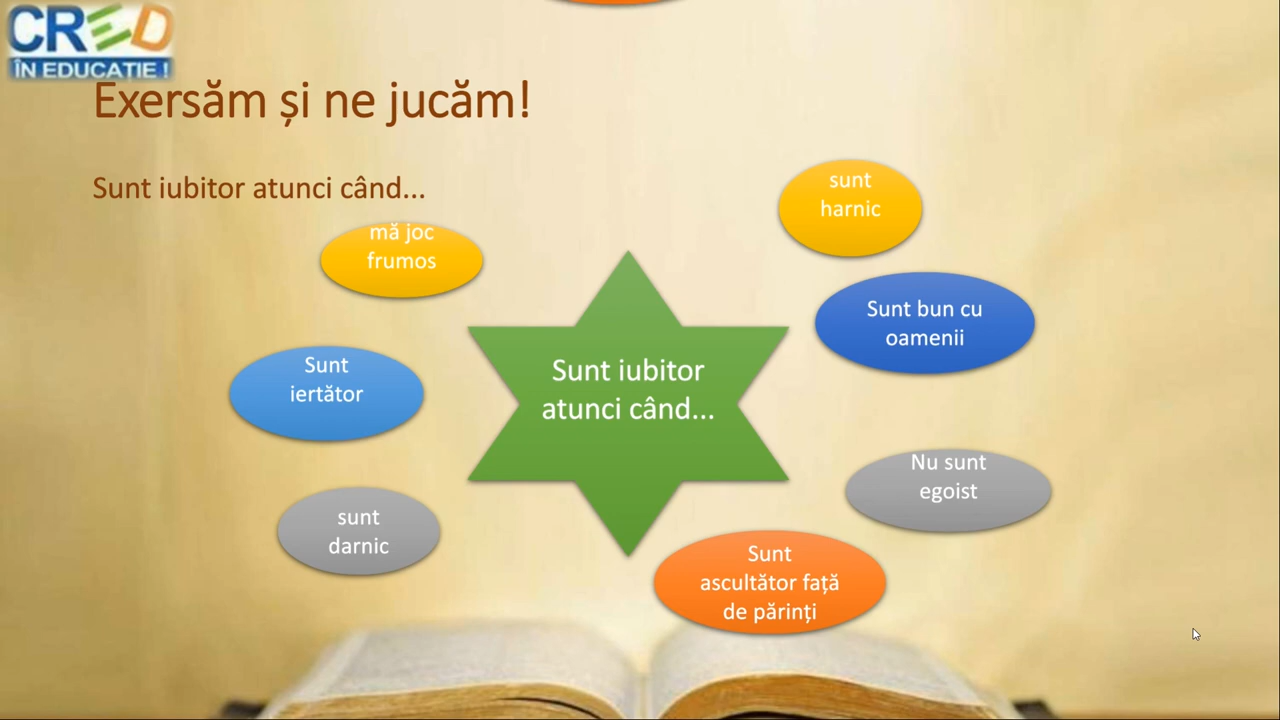 CRED
ÎN EDUCAȚIE !
Exersăm și ne jucăm!
Sunt iubitor atunci când...
sunt
harnic
mă joc
frumos
Sunt bun cu
oamenii
Sunt
iertător
Sunt iubitor
atunci când...
Nu sunt
egoist
sunt
darnic
Sunt
ascultător față
de părinți